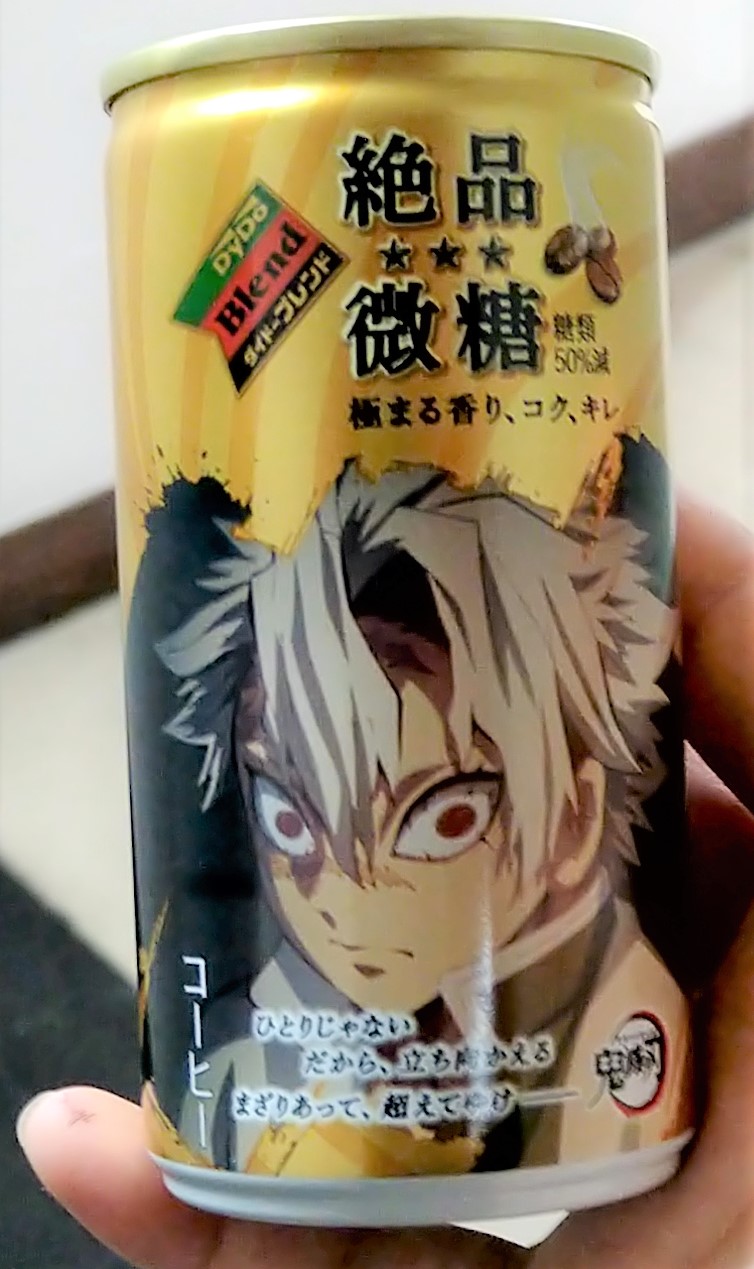 DyDo
Blend
ダイドーブレンド
絶品
★★★
微糖
糖類
50%減
極まる香り、コク、キレ
コーヒー
ひとりじゃない
だから、立ち向かえる
まざりあって、超えてゆけ──